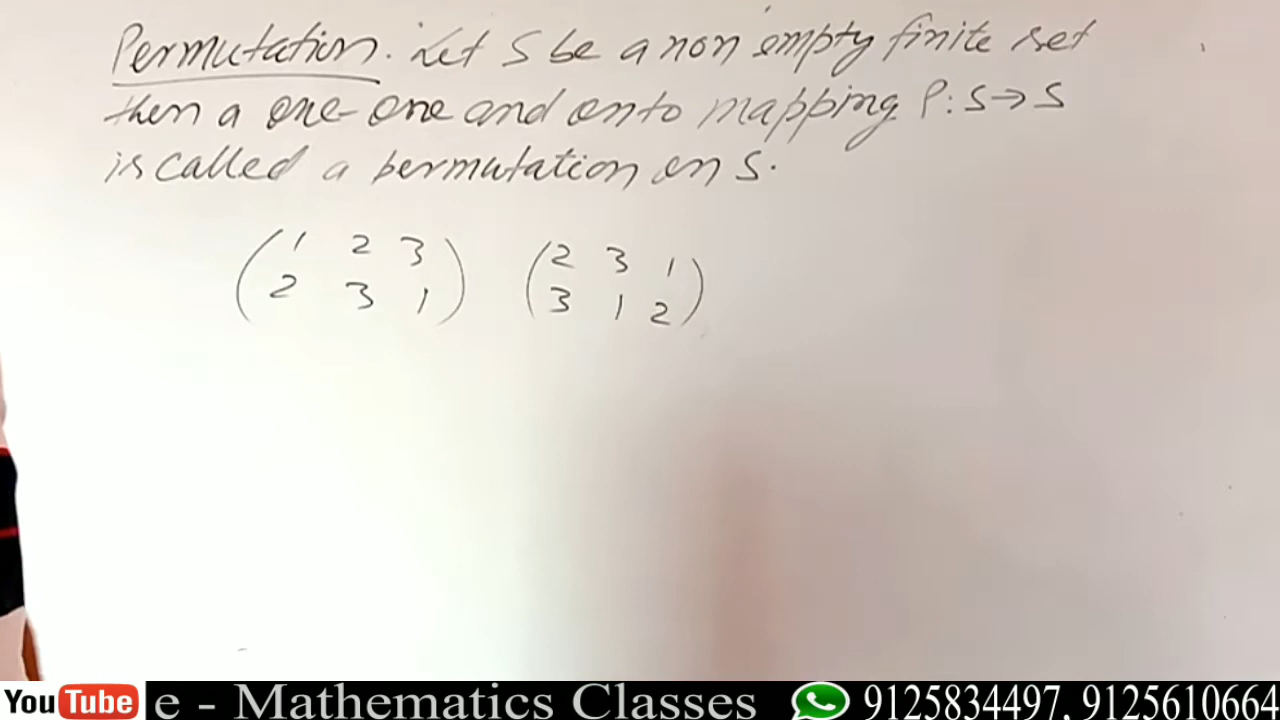 Permutation. Let S be a non empty finite set
then a one-one and onto mapping P: S→S
is called a permutation on S.
(1 2 3) (2 3 1)
(2 3 1) (3 1 2)
YouTube e - Mathematics Classes 9125834497, 9125610664